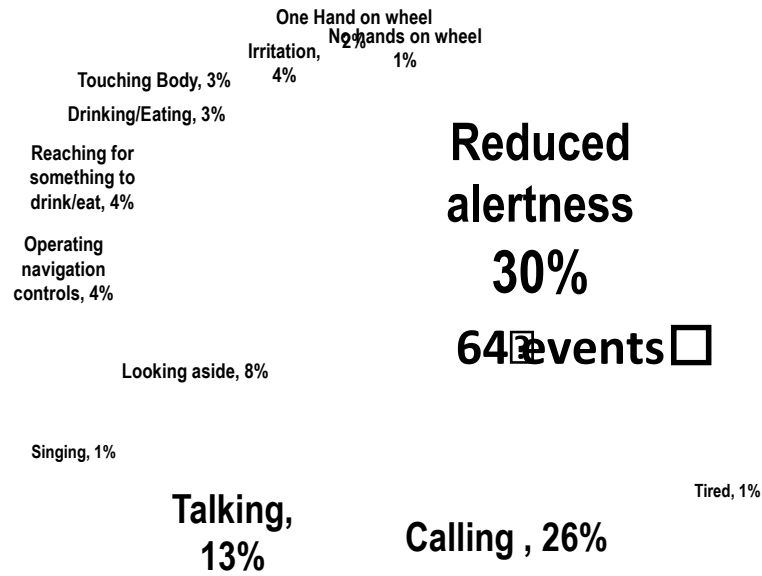 One Hand on wheel
2%
No hands on wheel
1%
Irritation,
4%
Touching Body, 3%
Drinking/Eating, 3%
Reaching for
something to
drink/eat, 4%
Operating
navigation
controls, 4%
Looking aside, 8%
Singing, 1%
Talking,
13%
Calling , 26%
Tired, 1%
Reduced
alertness
30%
64 events